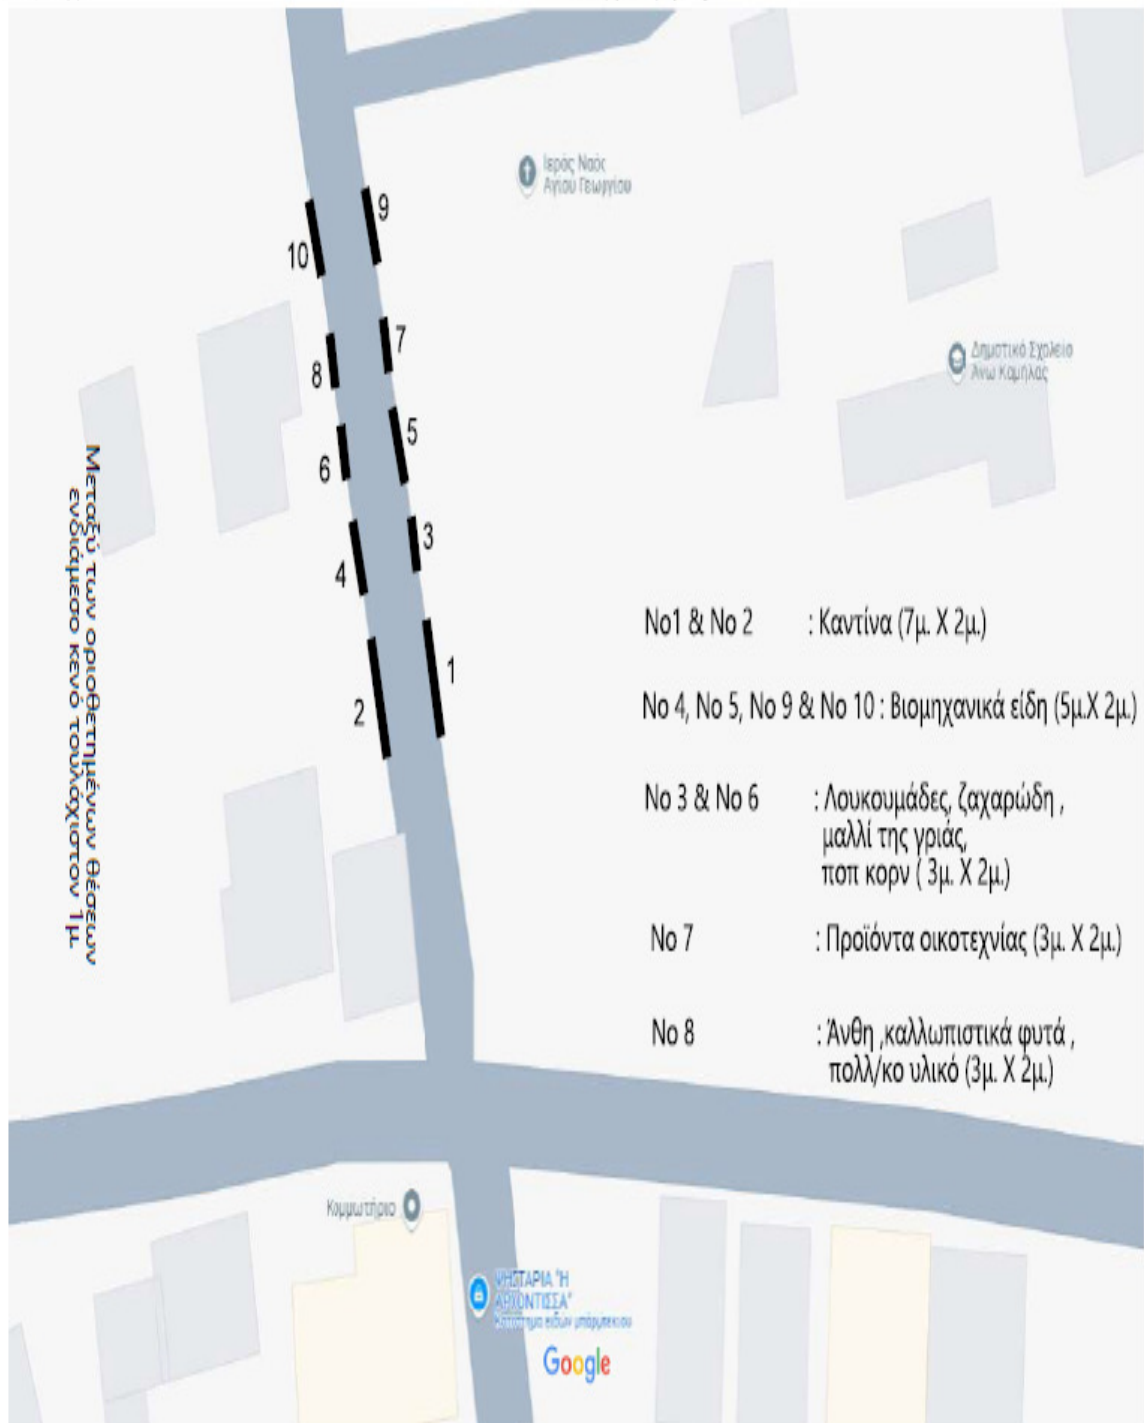 Ιερός Ναός
Αγίου Γεωργίου
9
10
7
8
Δημοτικό Σχολείο
Άνω Καμήλας
5
6
3
4
1
2
Μεταξύ των οριοθετημένων θέσεων
ενδιάμεσο κενό τουλάχιστον 1μ.
No1 & No 2 : Καντίνα (7μ. Χ 2μ.)
No 4, No 5, No 9 & No 10 : Βιομηχανικά είδη (5μ.Χ 2μ.)
No 3 & No 6 : Λουκουμάδες, ζαχαρώδη ,
μαλλί της γριάς,
ποπ κορν ( 3μ. Χ 2μ.)
No 7 : Προϊόντα οικοτεχνίας (3μ. Χ 2μ.)
No 8 : Άνθη ,καλλωπιστικά φυτά ,
πολλ/κο υλικό (3μ. Χ 2μ.)
Κομμωτήριο
ΨΗΣΤΑΡΙΑ "Η
ΑΡΧΟΝΤΙΣΣΑ"
Κατάστημα ειδών μπάρμπεκιου
Google